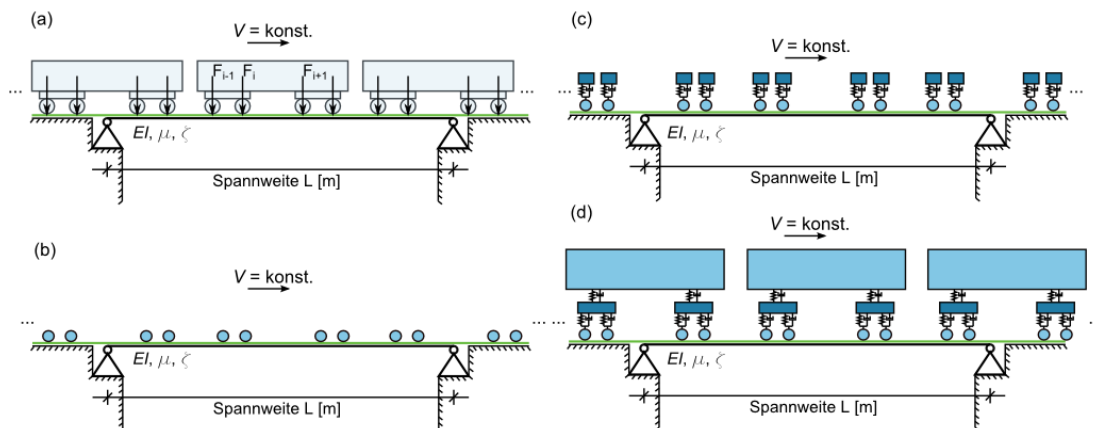 (a)
V = konst.
F i-1 F i F i+1
... ...
EI, μ, ζ
Spannweite L [m]
(b)
V = konst.
... ...
EI, μ, ζ
Spannweite L [m]
(c)
V = konst.
... ...
EI, μ, ζ
Spannweite L [m]
(d)
V = konst.
... .
EI, μ, ζ
Spannweite L [m]